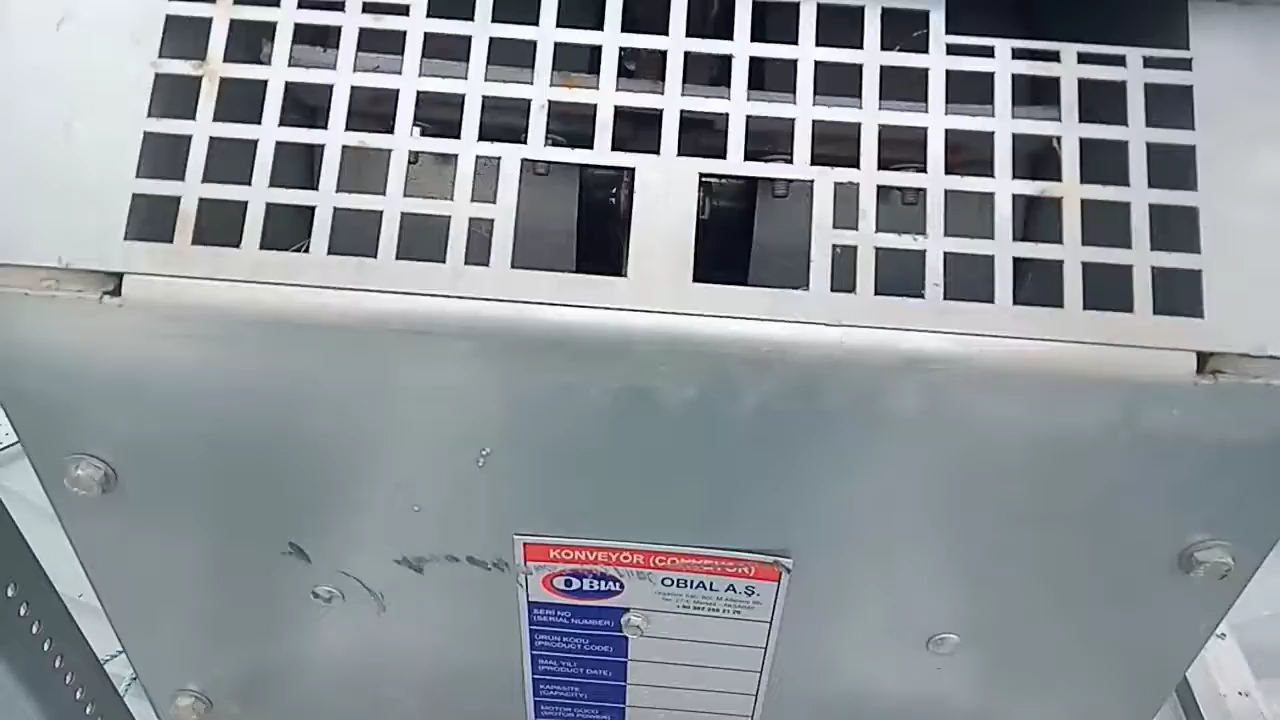 KONVEYÖR (CONVEYOR)
OBIAL
OBIAL A.Ş.
SERİ NO
(SERIAL NUMBER)
ÜRÜN KODU
(PRODUCT CODE)
İMAL YILI
(PRODUCT DATE)
KAPASİTE
(CAPACITY)
MOTOR GÜCÜ
(MOTOR POWER)